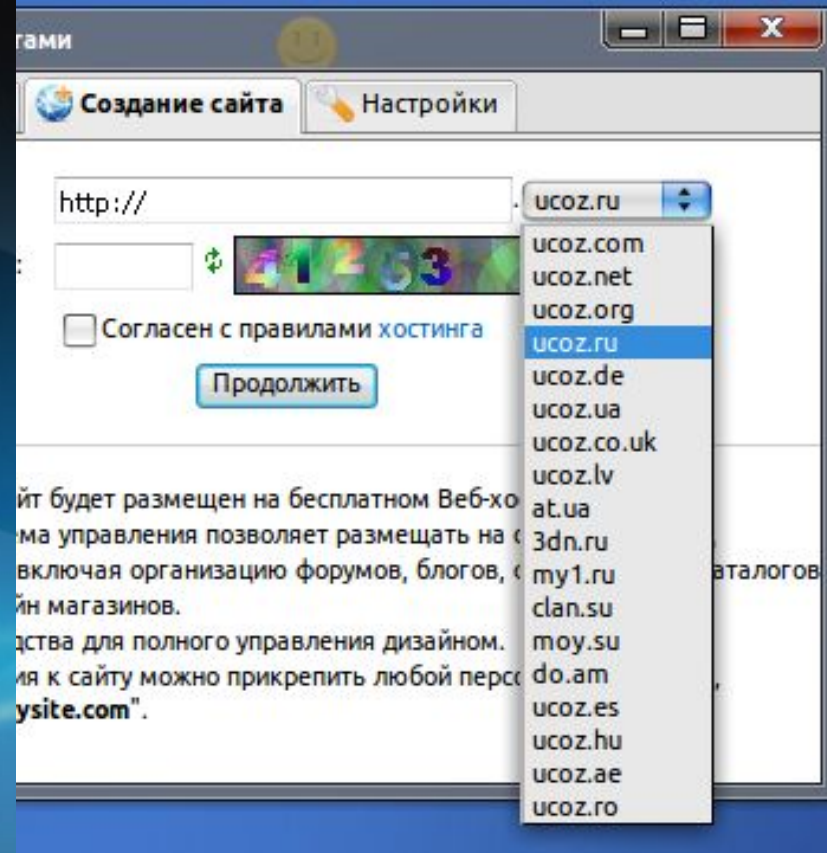 тами
X
Создание сайта Настройки
http:// . ucoz.ru
: 41263
Согласен с правилами хостинга
Продолжить
ucoz.com
ucoz.net
ucoz.org
ucoz.ru
ucoz.de
ucoz.ua
ucoz.co.uk
ucoz.lv
at.ua
3dn.ru
my1.ru
clan.su
moy.su
do.am
ucoz.es
ucoz.hu
ucoz.ae
ucoz.ro
йт будет размещен на бесплатном Веб-хо
ма управления позволяет размещать на
включая организацию форумов, блогов, аталогов
йн магазинов.
дства для полного управления дизайном.
ия к сайту можно прикрепить любой перс ,
ysite.com".